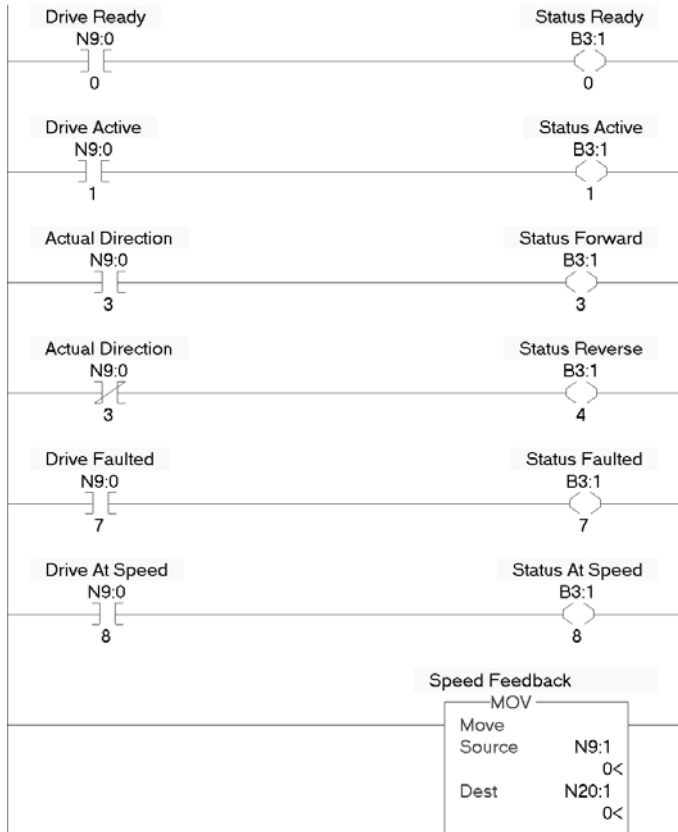 Drive Ready Status Ready
N9:0 B3:1
0 0
Drive Active Status Active
N9:0 B3:1
1 1
Actual Direction Status Forward
N9:0 B3:1
3 3
Actual Direction Status Reverse
N9:0 B3:1
3 4
Drive Faulted Status Faulted
N9:0 B3:1
7 7
Drive At Speed Status At Speed
N9:0 B3:1
8 8
Speed Feedback
MOV
Move
Source N9:1
0<
Dest N20:1
0<